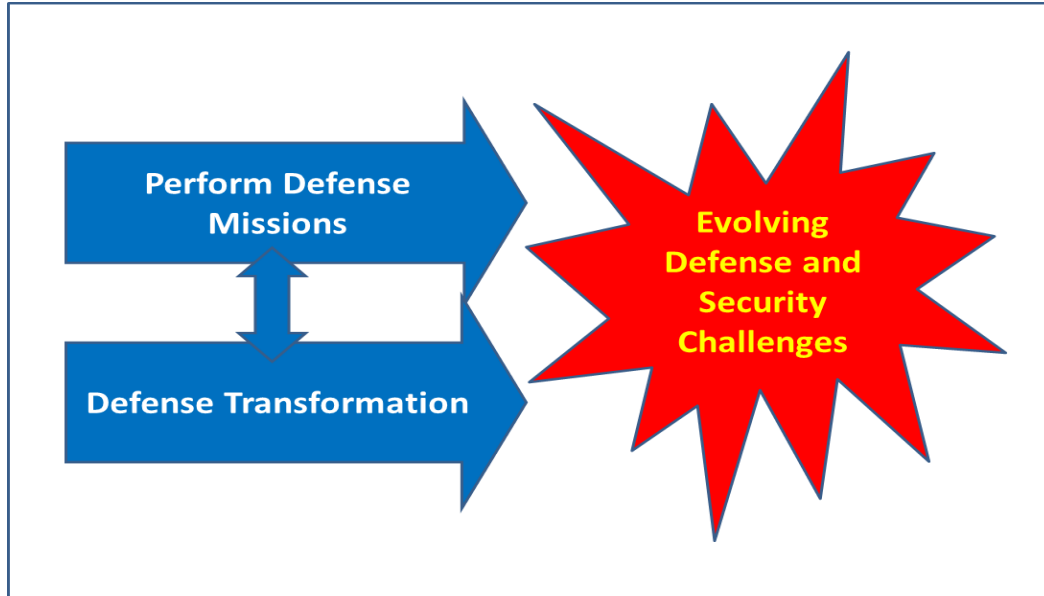 Perform Defense
Missions
Defense Transformation
Evolving
Defense and
Security
Challenges